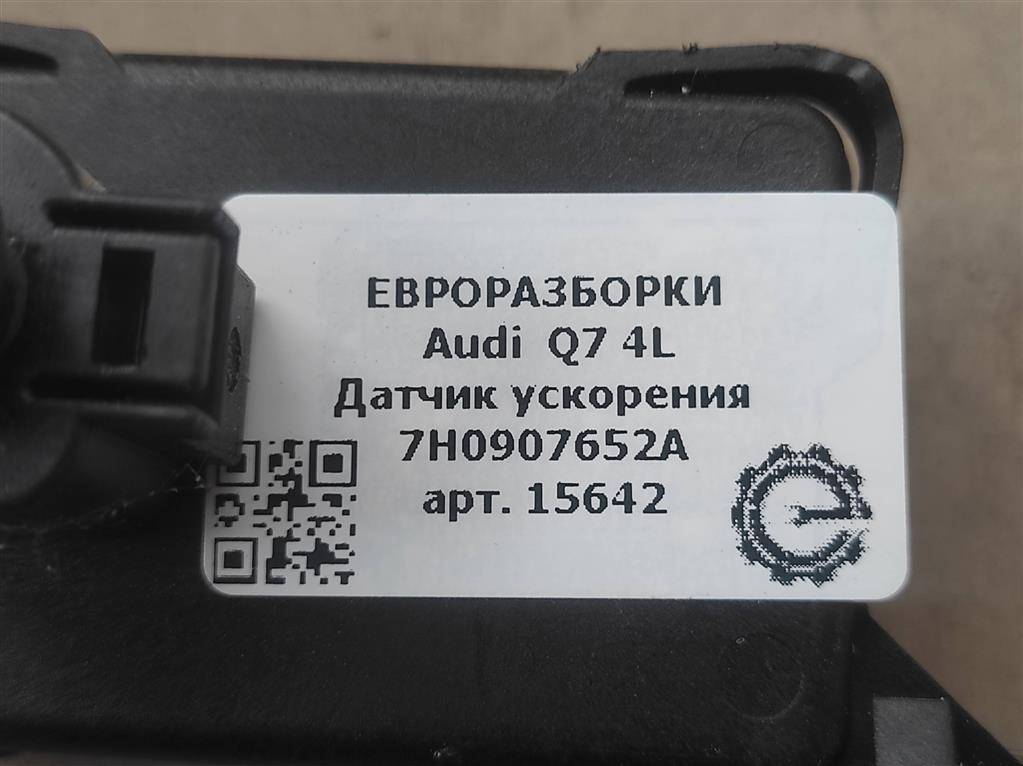 ЕВРОРАЗБОРКИ
Audi Q7 4L
Датчик ускорения
7H0907652A
арт. 15642